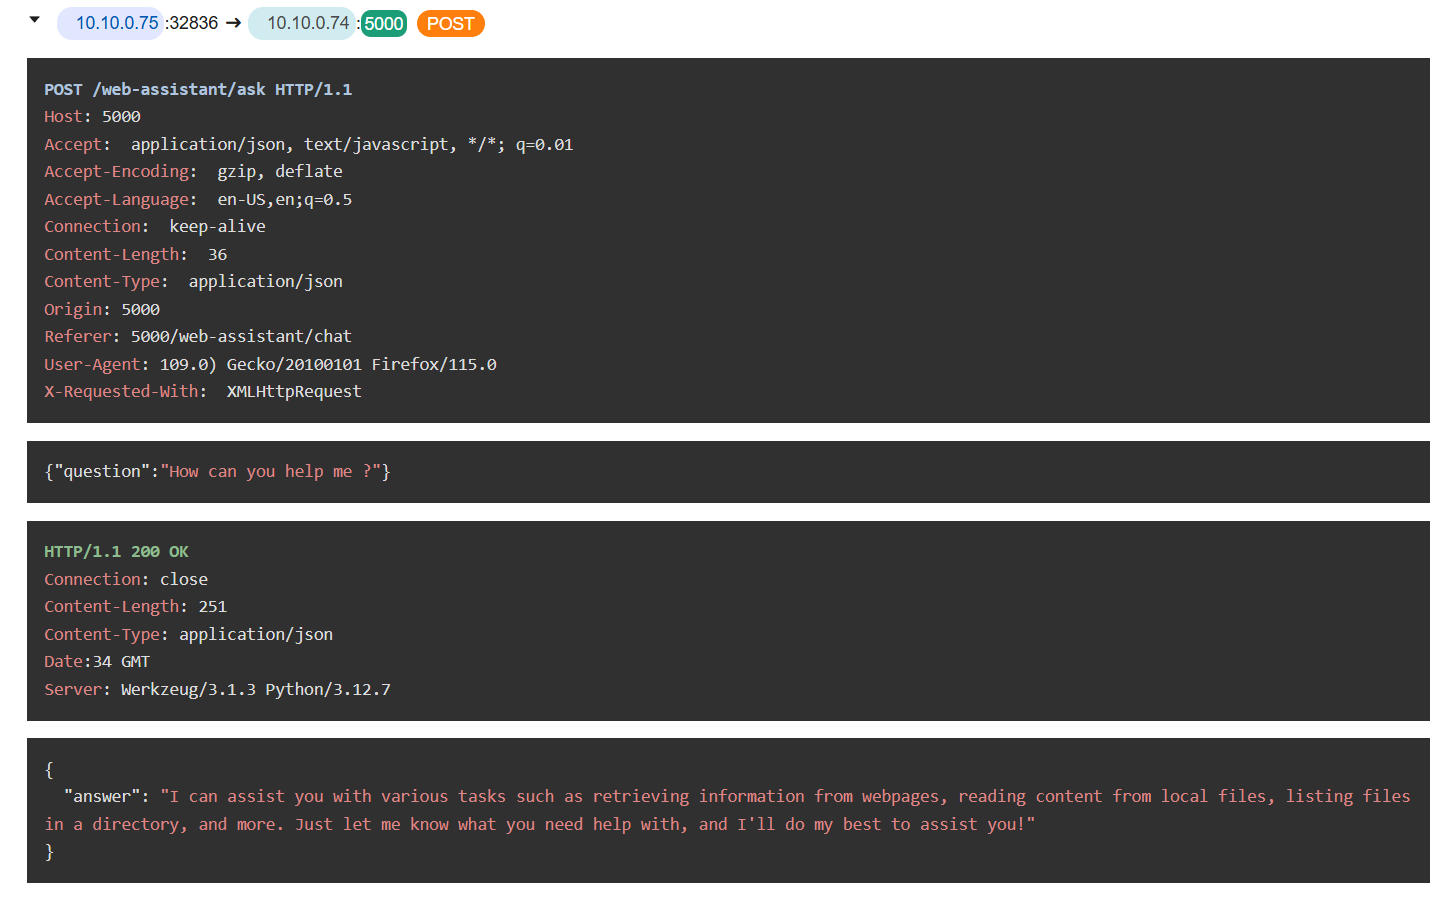 10.10.0.75:32836 → 10.10.0.74:5000 POST
POST /web-assistant/ask HTTP/1.1
Host: 5000
Accept:  application/json, text/javascript, */*; q=0.01
Accept-Encoding:  gzip, deflate
Accept-Language:  en-US,en;q=0.5
Connection:  keep-alive
Content-Length:  36
Content-Type:  application/json
Origin: 5000
Referer: 5000/web-assistant/chat
User-Agent: 109.0) Gecko/20100101 Firefox/115.0
X-Requested-With:  XMLHttpRequest
{"question":"How can you help me ?"}
HTTP/1.1 200 OK
Connection: close
Content-Length: 251
Content-Type: application/json
Date:34 GMT
Server: Werkzeug/3.1.3 Python/3.12.7
{
  "answer": "I can assist you with various tasks such as retrieving information from webpages, reading content from local files, listing files
in a directory, and more. Just let me know what you need help with, and I'll do my best to assist you!"
}